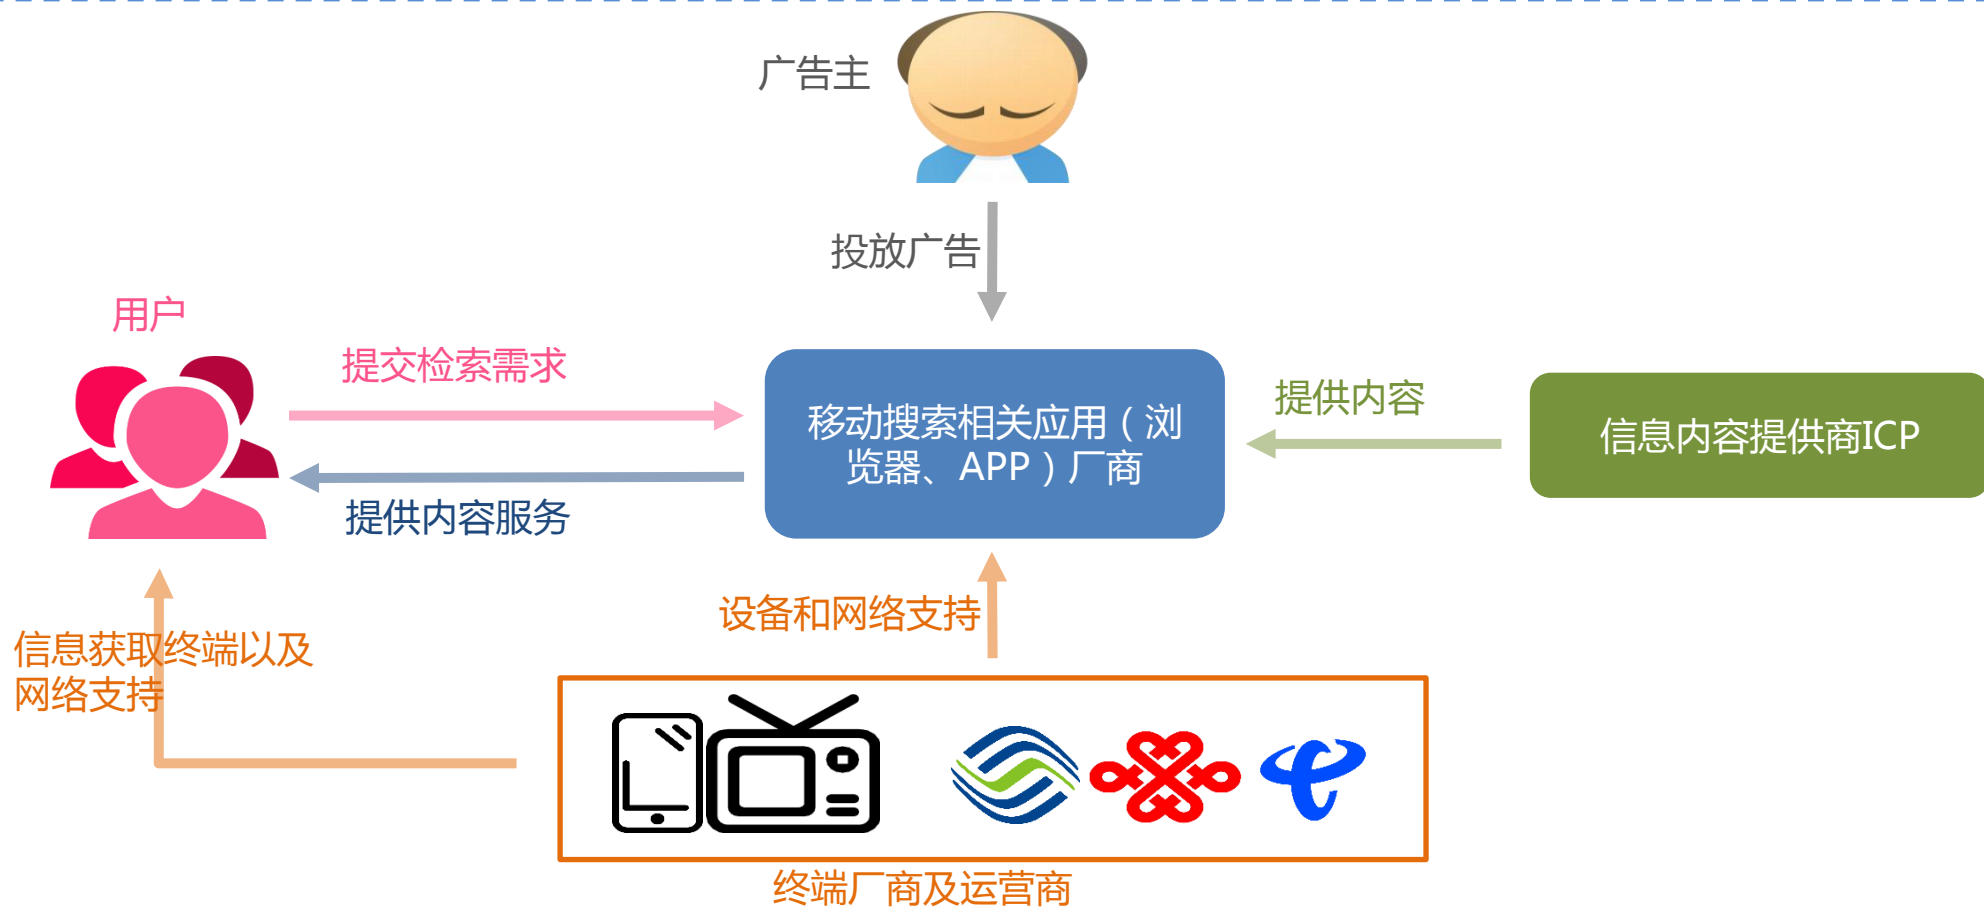 广告主
投放广告
用户
提交检索需求
提供内容服务
移动搜索相关应用（浏
览器、APP）厂商
提供内容
信息内容提供商ICP
设备和网络支持
信息获取终端以及
网络支持
终端厂商及运营商